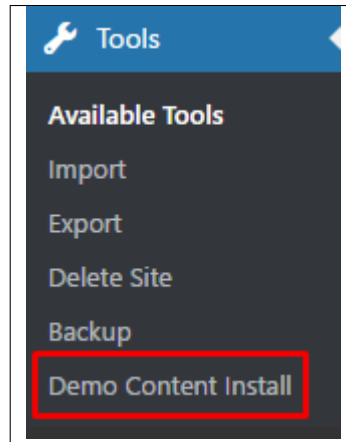 Tools
Available Tools
Import
Export
Delete Site
Backup
Demo Content Install